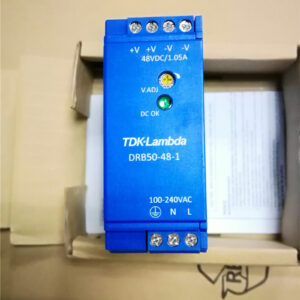 +V +V -V -V
48VDC/1.05A
V.ADJ
DC OK
TDK-Lambda
DRB50-48-1
100-240VAC
N L